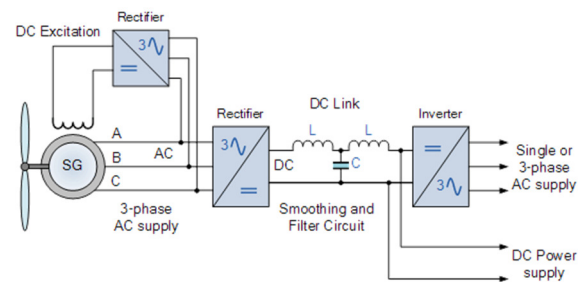 Rectifier
DC Excitation
3
A
Rectifier
DC Link
Inverter
SG
B
AC
3
L
L
C
DC
C
3
Single or
3-phase
AC supply
3-phase
AC supply
Smoothing and
Filter Circuit
DC Power
supply